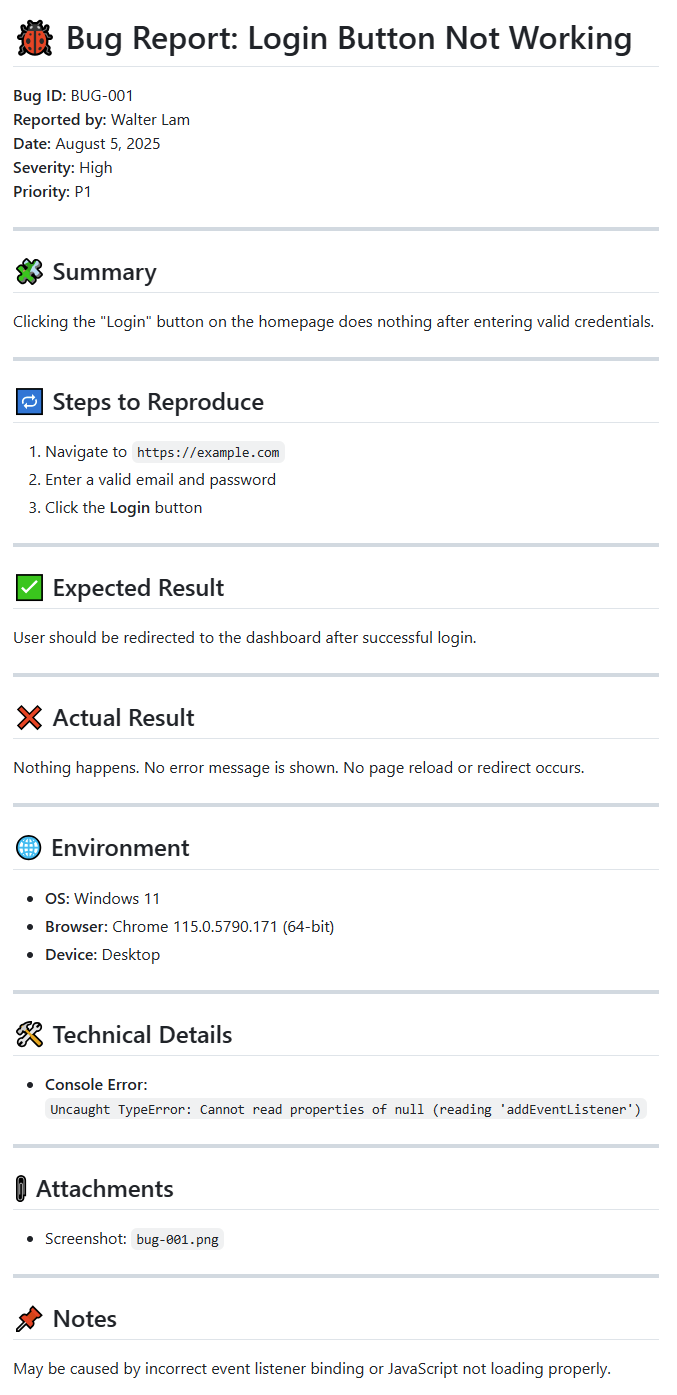 Bug Report: Login Button Not Working
Bug ID: BUG-001
Reported by: Walter Lam
Date: August 5, 2025
Severity: High
Priority: P1
Summary
Clicking the "Login" button on the homepage does nothing after entering valid credentials.
Steps to Reproduce
1. Navigate to https://example.com
2. Enter a valid email and password
3. Click the Login button
Expected Result
User should be redirected to the dashboard after successful login.
Actual Result
Nothing happens. No error message is shown. No page reload or redirect occurs.
Environment
• OS: Windows 11
• Browser: Chrome 115.0.5790.171 (64-bit)
• Device: Desktop
Technical Details
• Console Error:
Uncaught TypeError: Cannot read properties of null (reading 'addEventListener')
Attachments
• Screenshot: bug-001.png
Notes
May be caused by incorrect event listener binding or JavaScript not loading properly.